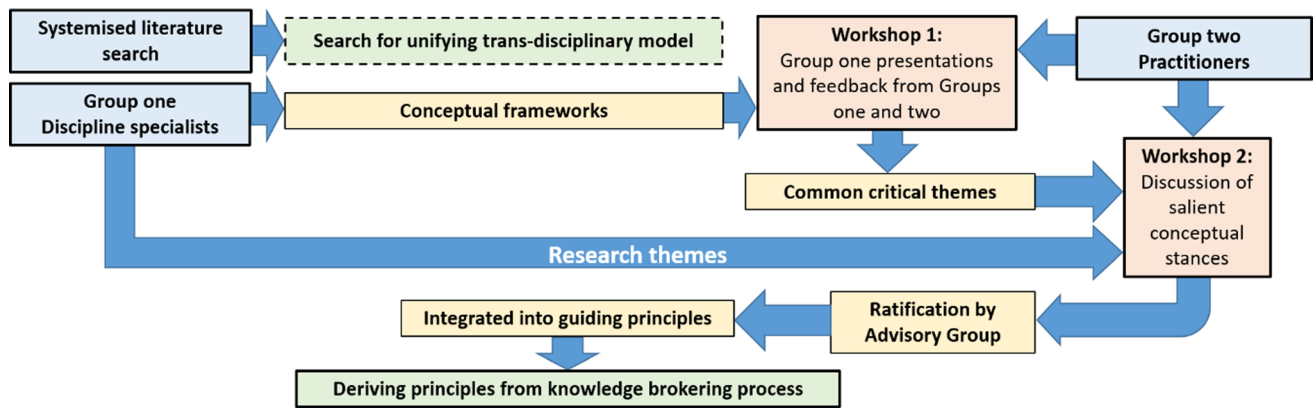 Systemised literature
search
Search for unifying trans-disciplinary model
Workshop 1:
Group one presentations
and feedback from Groups
one and two
Group two
Practitioners
Group one
Discipline specialists
Conceptual frameworks
Workshop 2:
Discussion of
salient
conceptual
stances
Common critical themes
Research themes
Ratification by
Advisory Group
Integrated into guiding principles
Deriving principles from knowledge brokering process